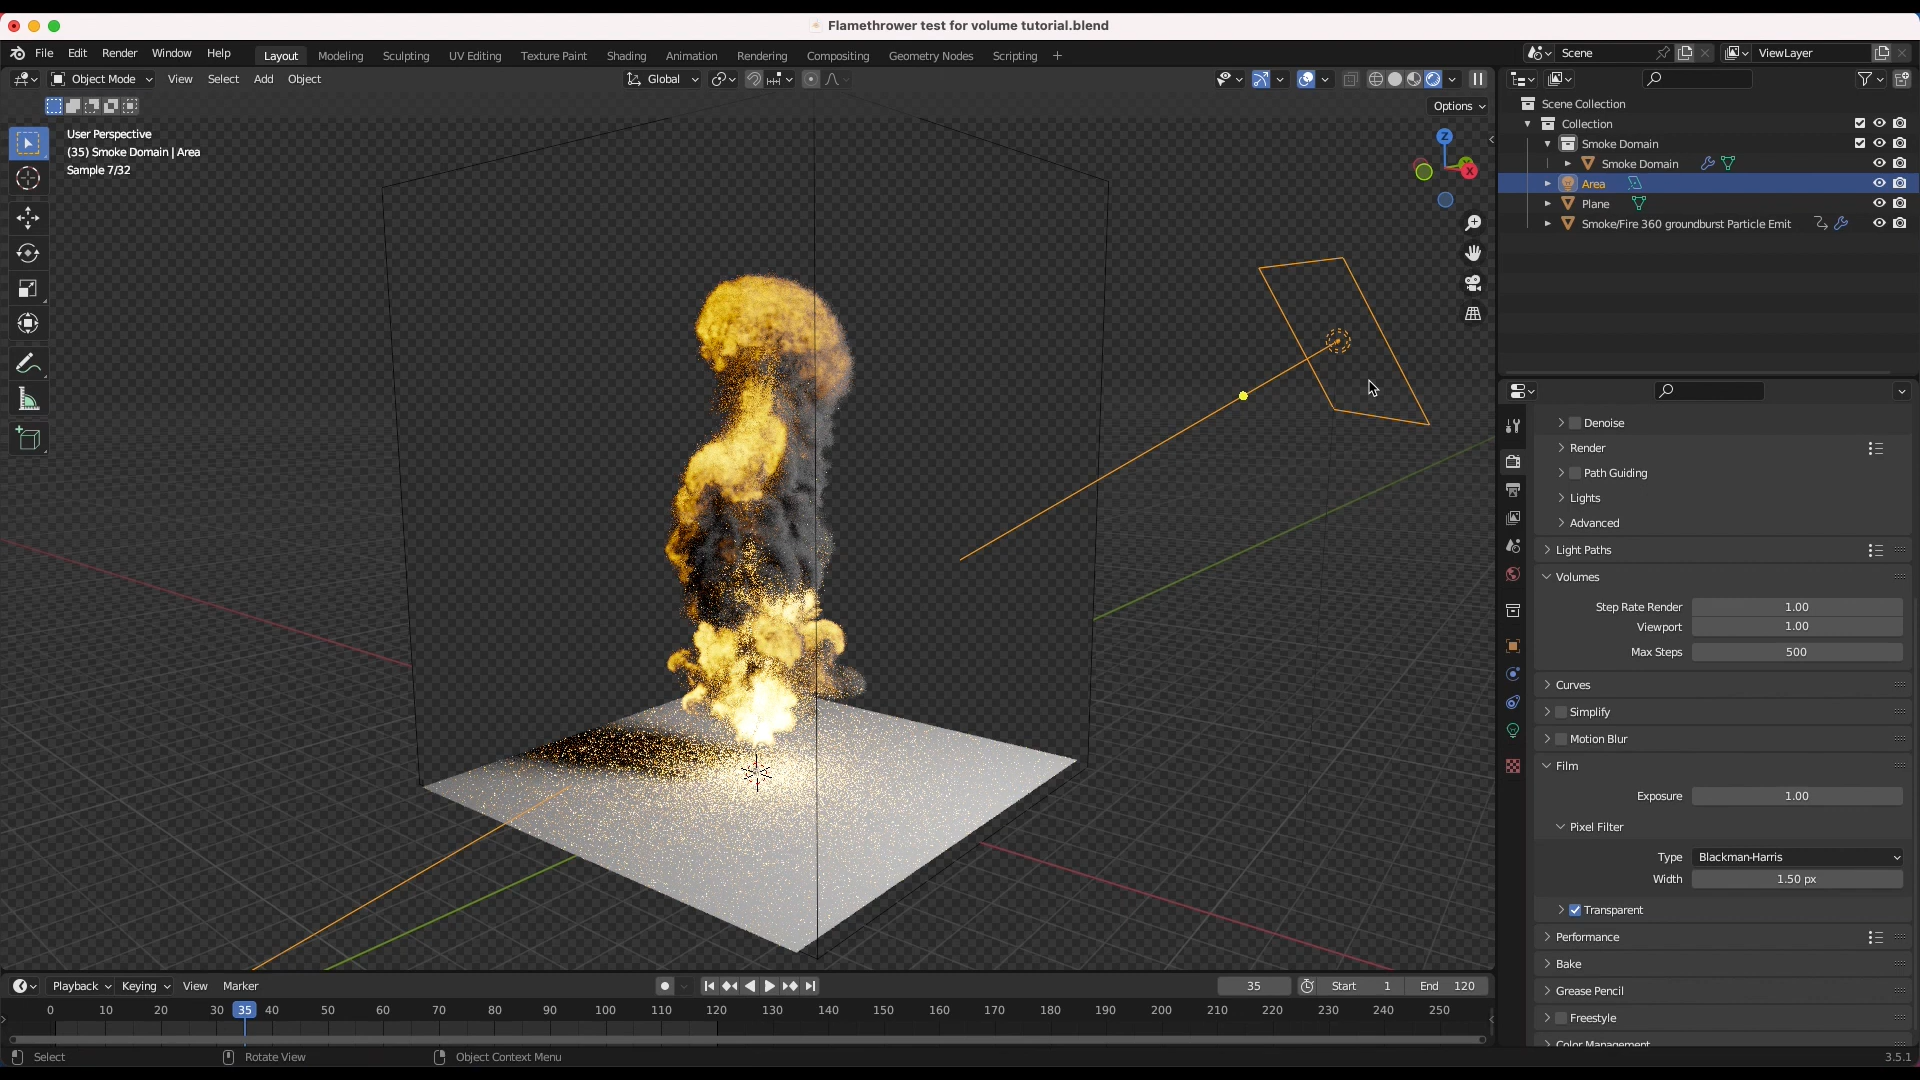 Flamethrower test for volume tutorial.blend
File Edit Render Window Help Layout Modeling Sculpting UV Editing Texture Paint Shading Animation Rendering Compositing Geometry Nodes Scripting + Scene ViewLayer
Object Mode View Select Add Object Global
Options
User Perspective
(35) Smoke Domain | Area
Sample 7/32
Z
Y
X
Scene Collection
Collection
Smoke Domain
Smoke Domain
Area
Plane
Smoke/Fire 360 groundburst Particle Emit
Denoise
Render
Path Guiding
Lights
Advanced
Light Paths
Volumes
Step Rate Render 1.00
Viewport 1.00
Max Steps 500
Curves
Simplify
Motion Blur
Film
Exposure 1.00
Pixel Filter
Type Blackman-Harris
Width 1.50 px
Transparent
Performance
Bake
Grease Pencil
Freestyle
Color Management
Playback Keying View Marker 35 Start 1 End 120
0 10 20 30 35 40 50 60 70 80 90 100 110 120 130 140 150 160 170 180 190 200 210 220 230 240 250
Select Rotate View Object Context Menu 3.5.1